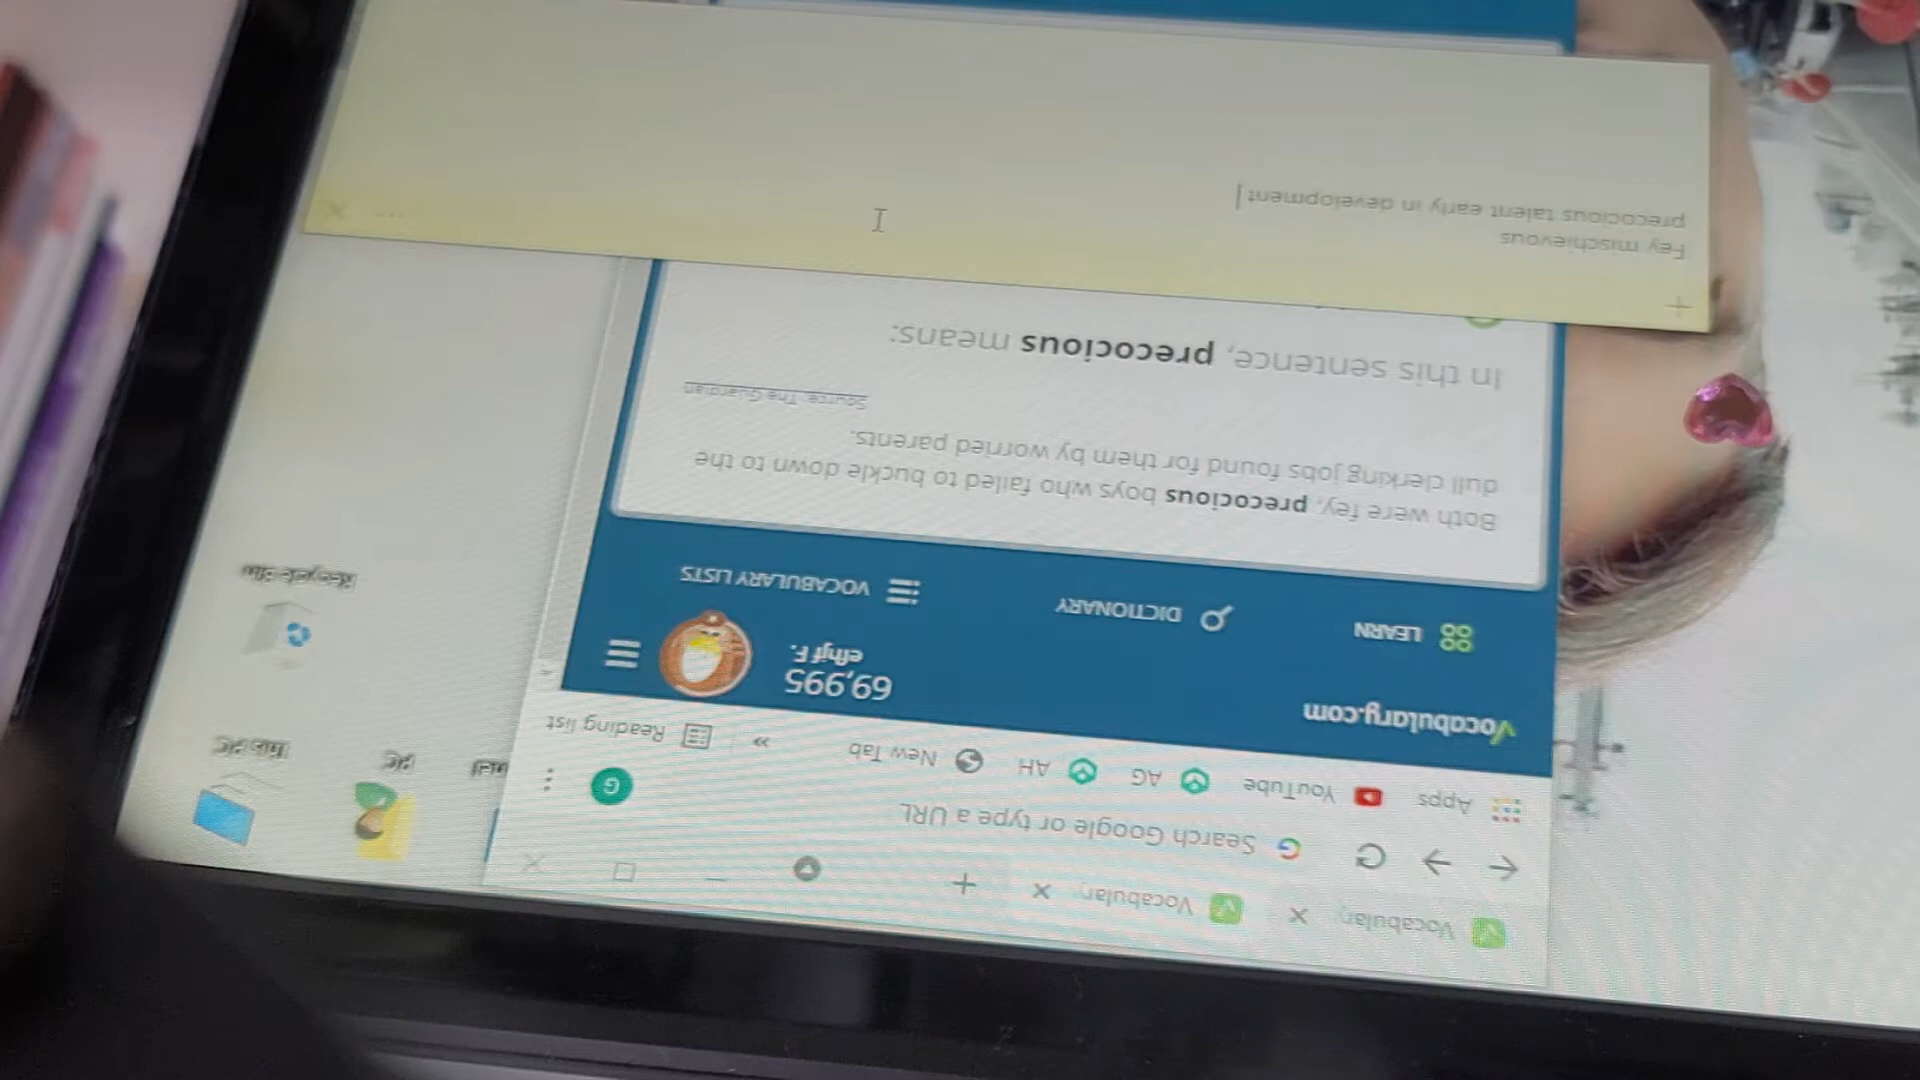 Vocabulary
Vocabulary
Search Google or type a URL
Apps
YouTube
AG
AH
New Tab
»
Reading list
Vocabulary.com
69,995
efhjf F.
LEARN
DICTIONARY
VOCABULARY LISTS
Both were fey, precocious boys who failed to buckle down to the
dull clerking jobs found for them by worried parents.
Source: The Guardian
In this sentence, precocious means:
Fey mischievous
precocious talent early in development
This PC
PC
Recycle Bin